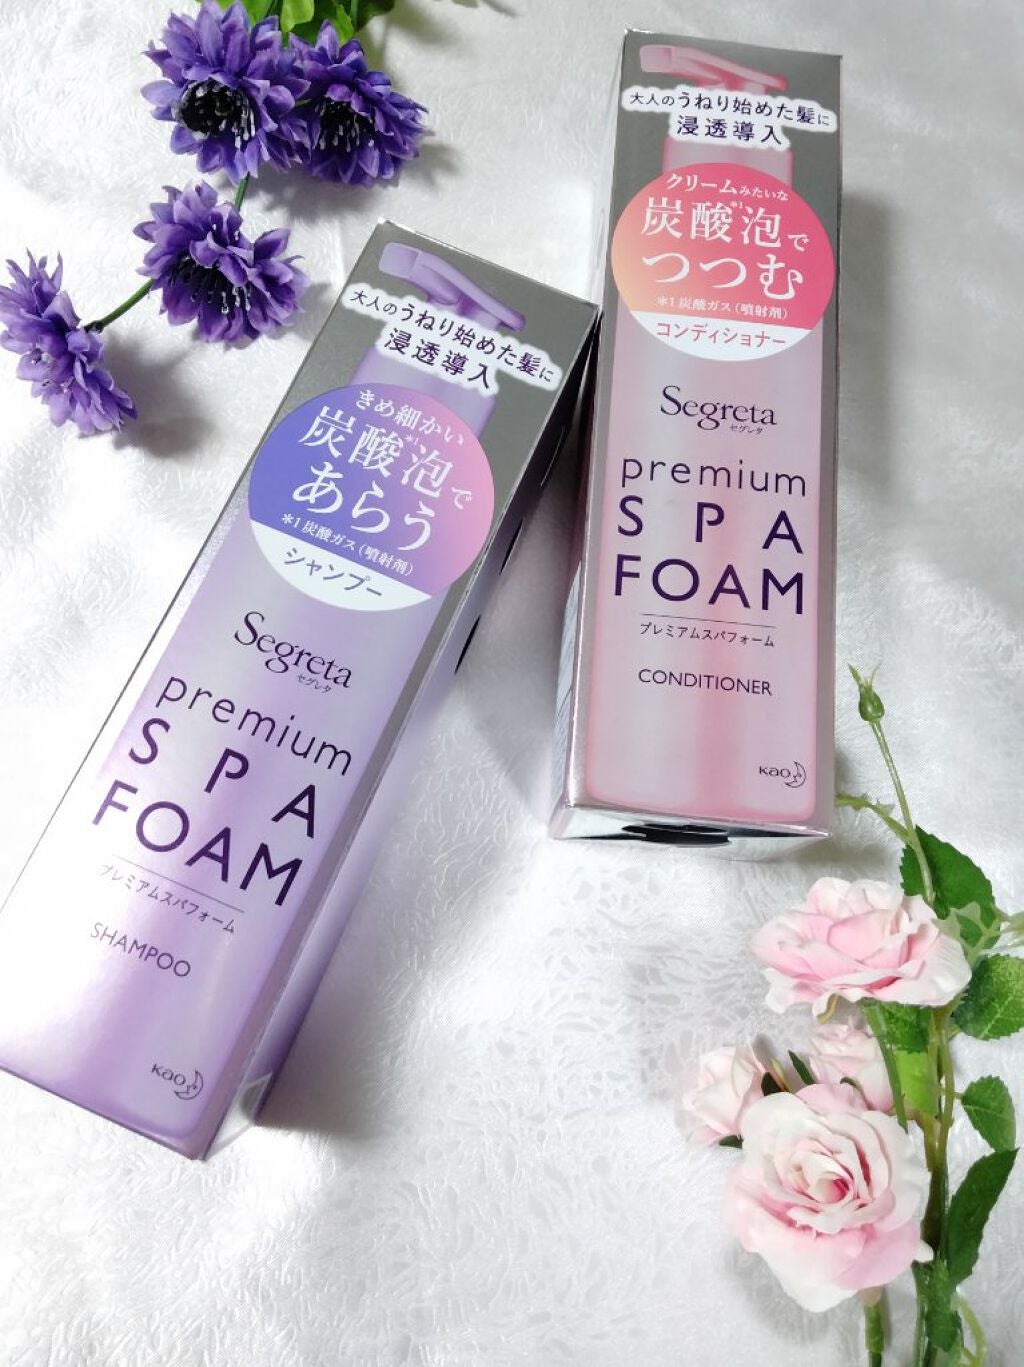 大人のうねり始めた髪に
浸透導入
きめ細かい
炭酸泡で
*1
あらう
*1 炭酸ガス(噴射剤)
シャンプー
Segreta
セグレタ
premium
SPA
FOAM
プレミアムスパフォーム
SHAMPOO
Kao
大人のうねり始めた髪に
浸透導入
クリームみたいな
炭酸泡で
*1
つつむ
*1 炭酸ガス(噴射剤)
コンディショナー
Segreta
セグレタ
premium
SPA
FOAM
プレミアムスパフォーム
CONDITIONER
Kao